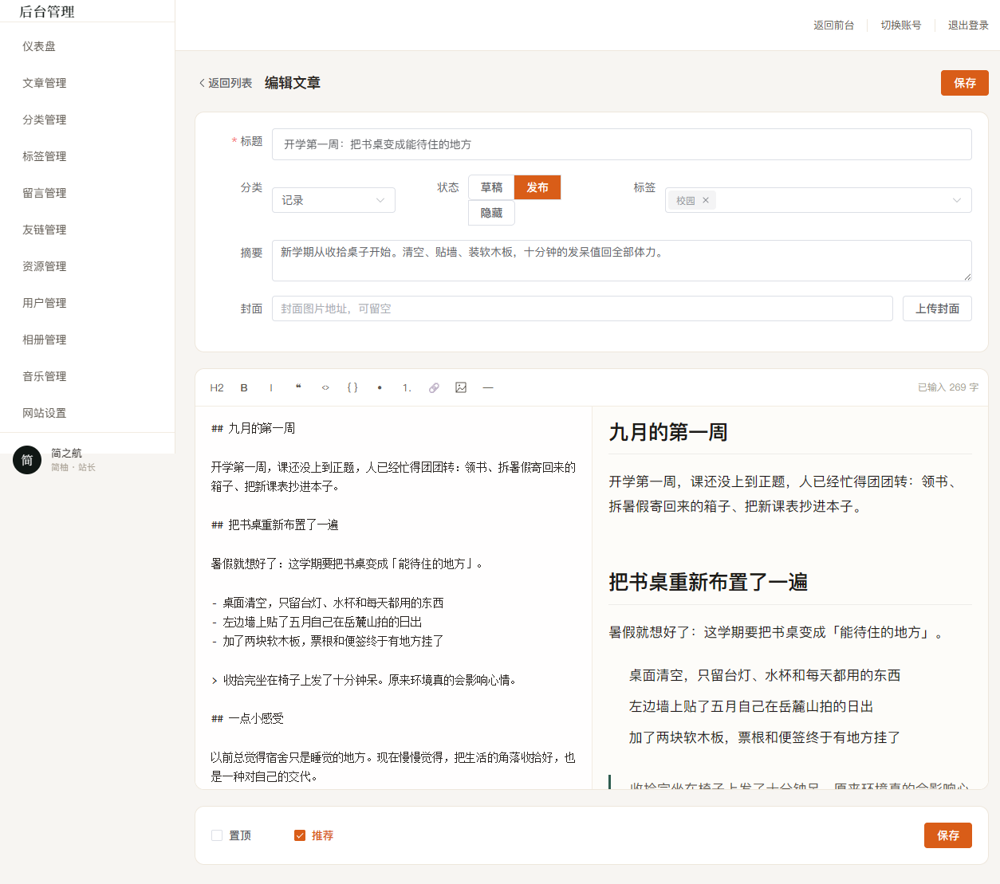 后台管理
仪表盘
文章管理
分类管理
标签管理
留言管理
友链管理
资源管理
用户管理
相册管理
音乐管理
网站设置
简
简之航
简柚 · 站长
返回前台
切换账号
退出登录
返回列表
编辑文章
保存
* 标题
开学第一周：把书桌变成能待住的地方
分类
记录
状态
草稿
发布
隐藏
标签
校园
摘要
新学期从收拾桌子开始。清空、贴墙、装软木板，十分钟的发呆值回全部体力。
封面
封面图片地址，可留空
上传封面
H2 B I ❝ <> { } • 1. —
已输入 269 字
## 九月的第一周
开学第一周，课还没上到正题，人已经忙得团团转：领书、拆暑假寄回来的
箱子、把新课表抄进本子。
## 把书桌重新布置了一遍
暑假就想好了：这学期要把书桌变成「能待住的地方」。
- 桌面清空，只留台灯、水杯和每天都用的东西
- 左边墙上贴了五月自己在岳麓山拍的日出
- 加了两块软木板，票根和便签终于有地方挂了
> 收拾完坐在椅子上发了十分钟呆。原来环境真的会影响心情。
## 一点小感受
以前总觉得宿舍只是睡觉的地方。现在慢慢觉得，把生活的角落收拾好，也
是一种对自己的交代。
九月的第一周
开学第一周，课还没上到正题，人已经忙得团团转：领书、
拆暑假寄回来的箱子、把新课表抄进本子。
把书桌重新布置了一遍
暑假就想好了：这学期要把书桌变成「能待住的地方」。
桌面清空，只留台灯、水杯和每天都用的东西
左边墙上贴了五月自己在岳麓山拍的日出
加了两块软木板，票根和便签终于有地方挂了
收拾完坐在椅子上发了十分钟呆。原来环境真的会影响心
置顶
推荐
保存